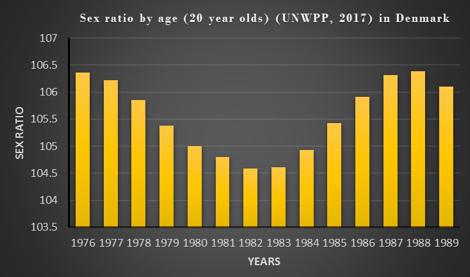 Sex ratio by age (20 year olds) (UNWPP, 2017) in Denmark
107
106.5
106
105.5
105
104.5
104
103.5
SEX RATIO
1976 1977 1978 1979 1980 1981 1982 1983 1984 1985 1986 1987 1988 1989
YEARS